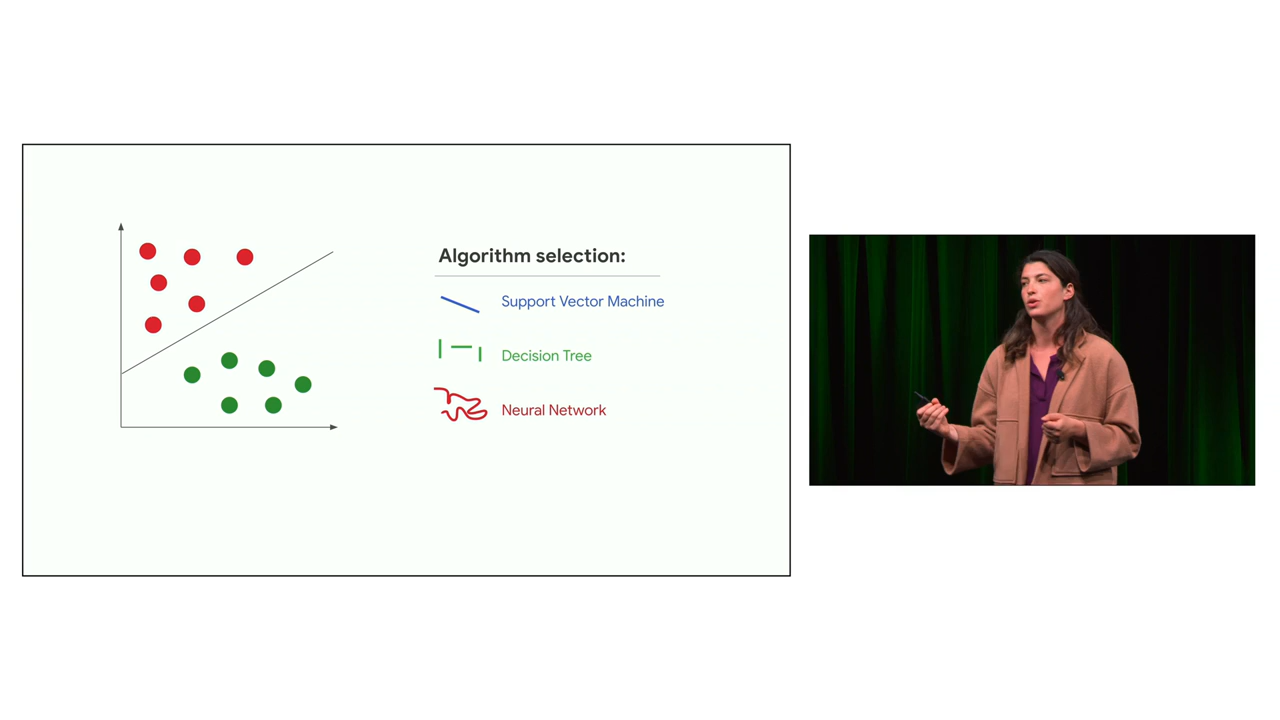 Algorithm selection:
Support Vector Machine
Decision Tree
Neural Network